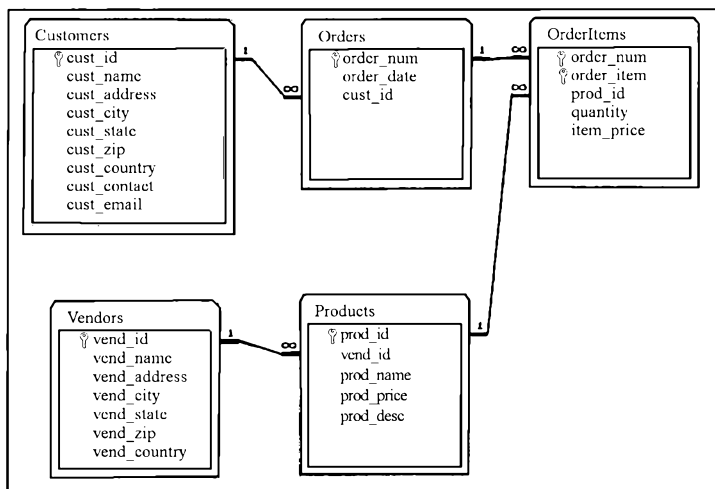 Customers
cust_id
cust_name
cust_address
cust_city
cust_state
cust_zip
cust_country
cust_contact
cust_email
1
∞
Orders
order_num
order_date
cust_id
1
∞
OrderItems
order_num
order_item
prod_id
quantity
item_price
∞
Vendors
vend_id
vend_name
vend_address
vend_city
vend_state
vend_zip
vend_country
1
∞
Products
prod_id
vend_id
prod_name
prod_price
prod_desc
1